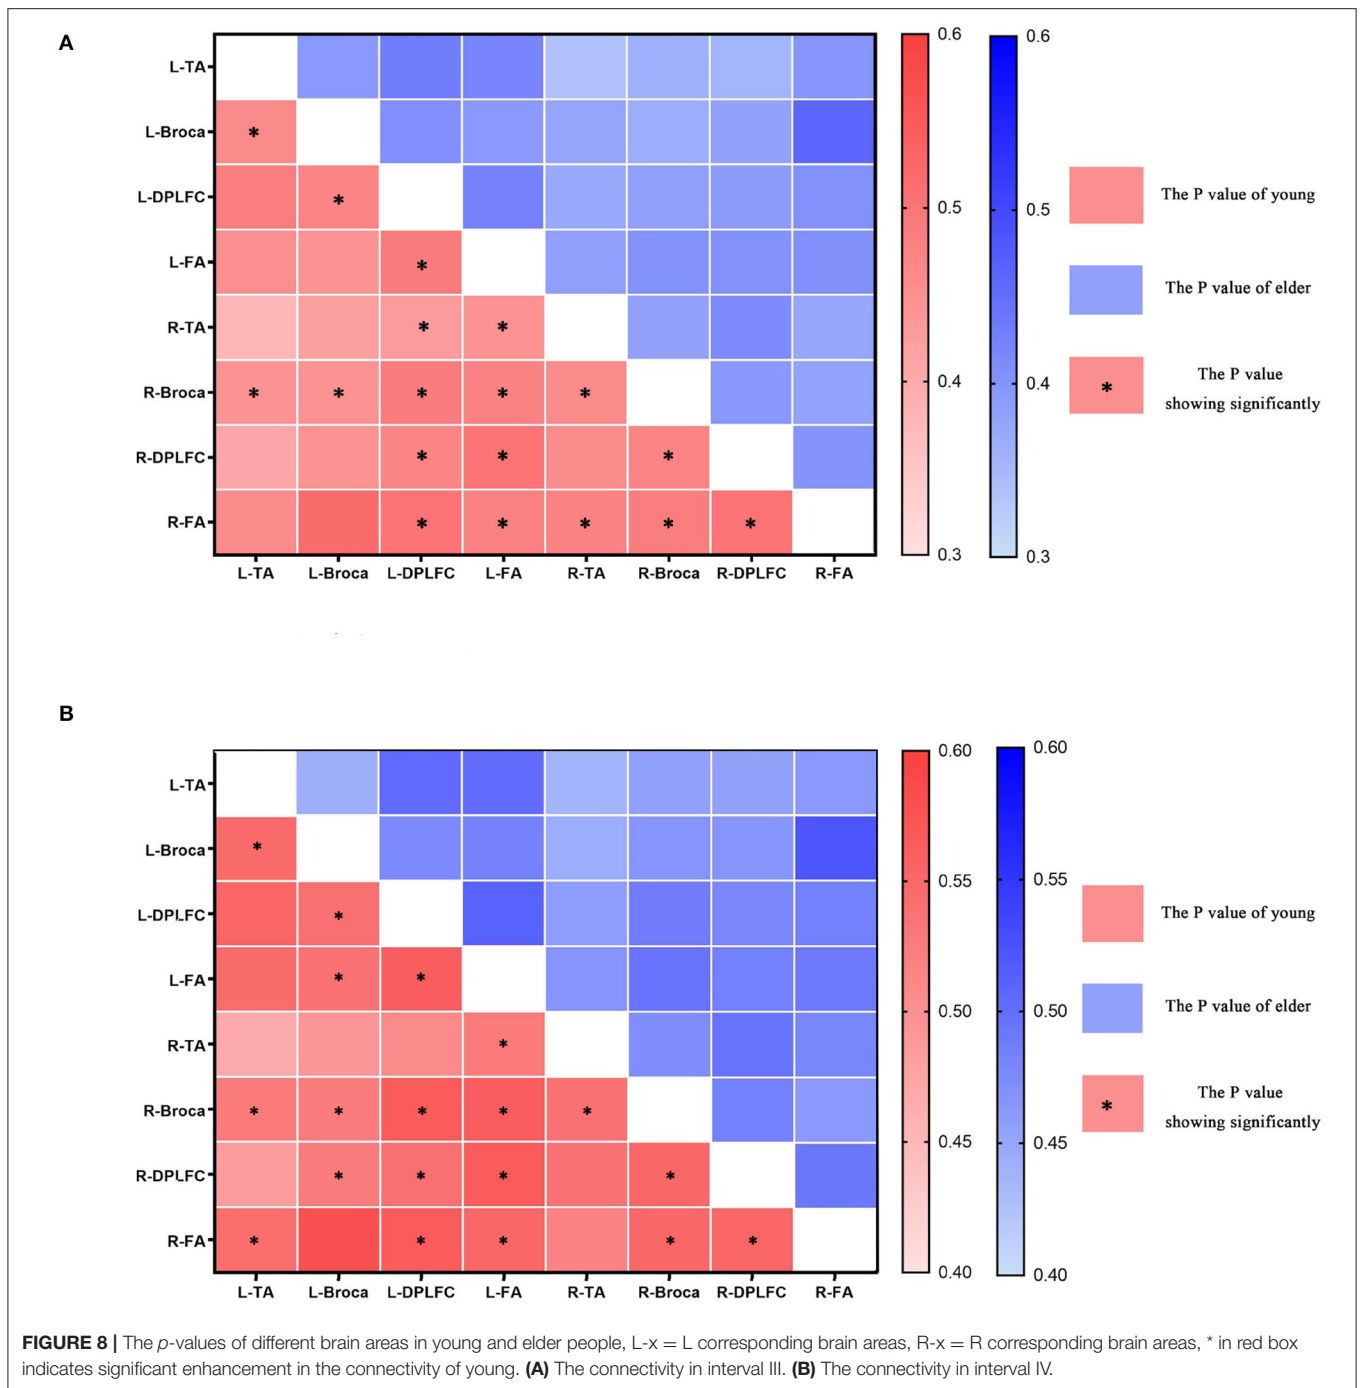 A
L-TA
L-Broca
L-DPLFC
L-FA
R-TA
R-Broca
R-DPLFC
R-FA
* 
*
*
* *
* * * * *
* * *
* * * * *
L-TA L-Broca L-DPLFC L-FA R-TA R-Broca R-DPLFC R-FA
0.6
0.5
0.4
0.3
0.6
0.5
0.4
0.3
The P value of young
The P value of elder
*
The P value
showing significantly
B
L-TA
L-Broca
L-DPLFC
L-FA
R-TA
R-Broca
R-DPLFC
R-FA
*
*
* *
*
* * * * *
* * * *
* * * * *
L-TA L-Broca L-DPLFC L-FA R-TA R-Broca R-DPLFC R-FA
0.60
0.55
0.50
0.45
0.40
0.60
0.55
0.50
0.45
0.40
The P value of young
The P value of elder
*
The P value
showing significantly
FIGURE 8 | The p-values of different brain areas in young and elder people, L-x = L corresponding brain areas, R-x = R corresponding brain areas, * in red box
indicates significant enhancement in the connectivity of young. (A) The connectivity in interval III. (B) The connectivity in interval IV.